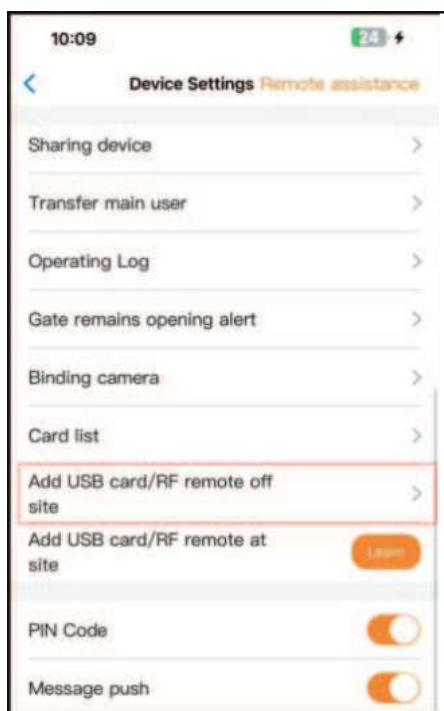 10:09
24
Device Settings Remote assistance
Sharing device
Transfer main user
Operating Log
Gate remains opening alert
Binding camera
Card list
Add USB card/RF remote off
site
Add USB card/RF remote at
site
Learn
PIN Code
Message push